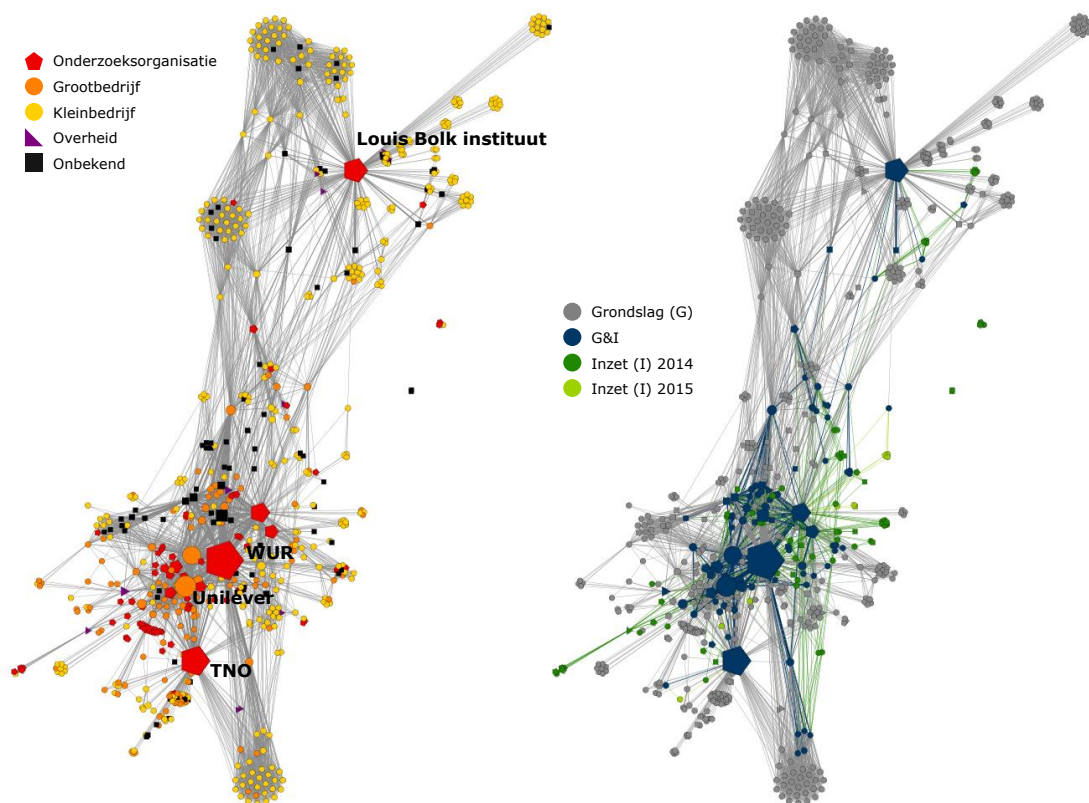 Onderzoeksorganisatie
Grootbedrijf
Kleinbedrijf
Overheid
Onbekend
Louis Bolk instituut
WUR
Unilever
TNO
Grondslag (G)
G&I
Inzet (I) 2014
Inzet (I) 2015